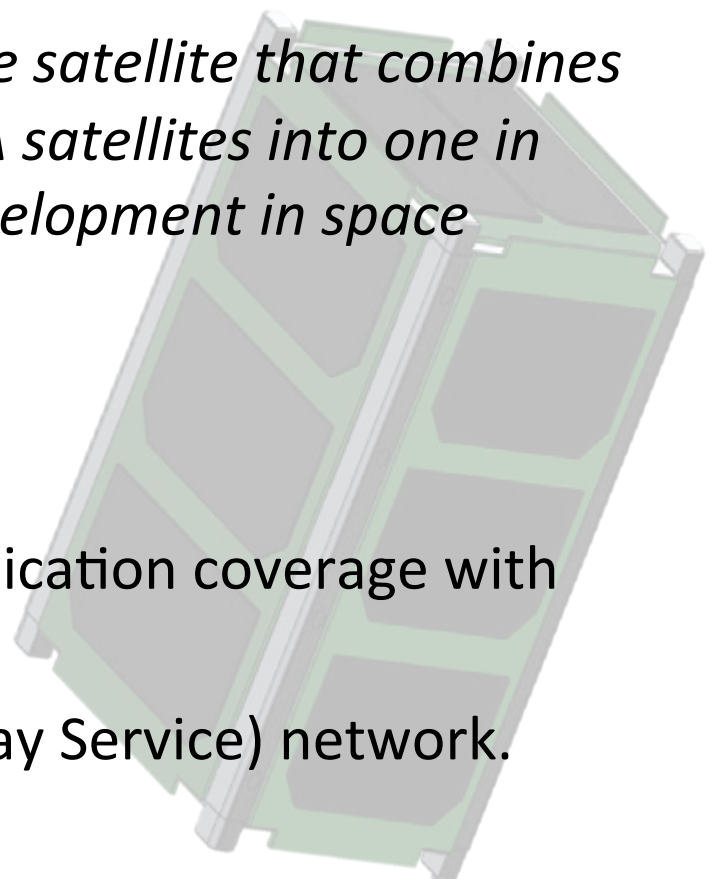 e satellite that combines
A satellites into one in
elopment in space
ication coverage with
ay Service) network.